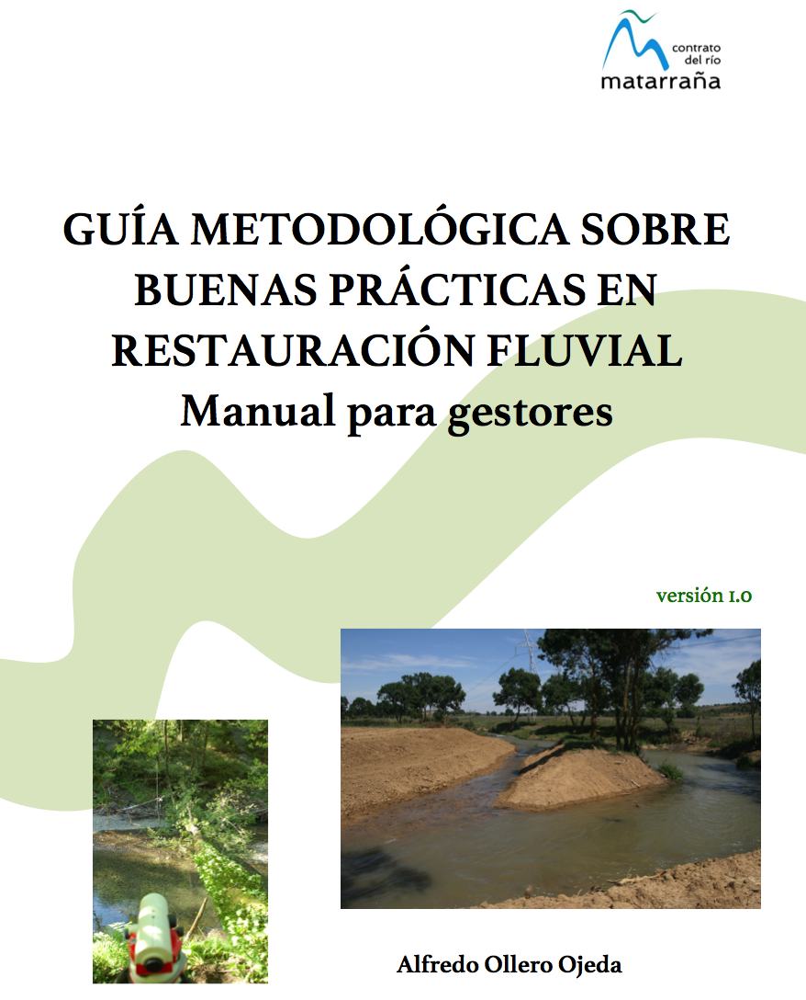 contrato
del río
matarraña
GUÍA METODOLÓGICA SOBRE
BUENAS PRÁCTICAS EN
RESTAURACIÓN FLUVIAL
Manual para gestores
versión 1.0
Alfredo Ollero Ojeda